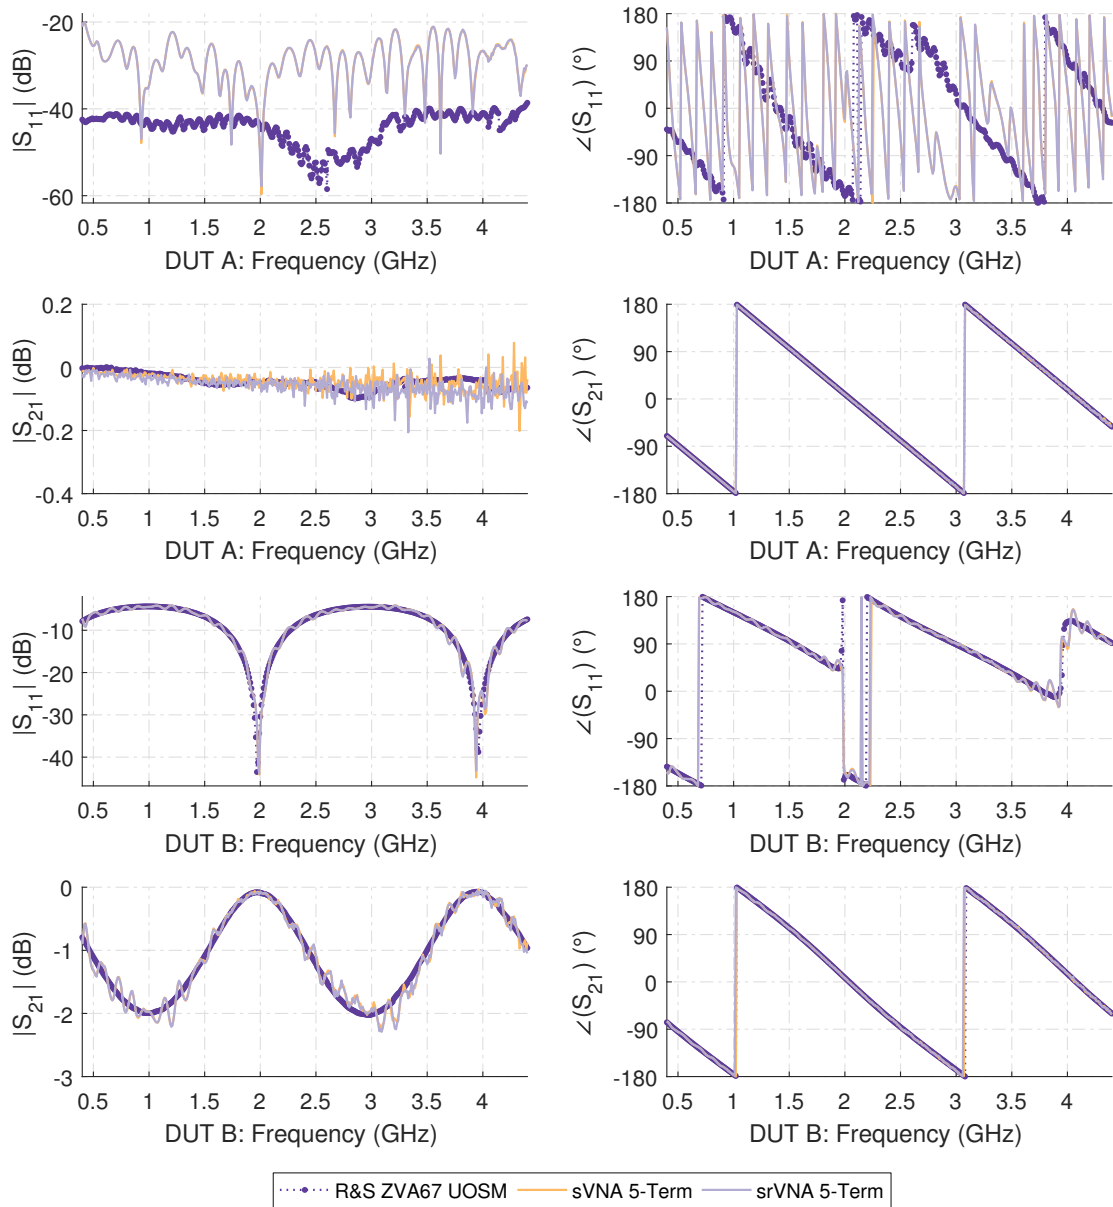 -20
-40
-60
|S11| (dB)
0.5 1 1.5 2 2.5 3 3.5 4
DUT A: Frequency (GHz)
180
90
0
-90
-180
∠(S11) (°)
0.5 1 1.5 2 2.5 3 3.5 4
DUT A: Frequency (GHz)
0.2
0
-0.2
-0.4
|S21| (dB)
0.5 1 1.5 2 2.5 3 3.5 4
DUT A: Frequency (GHz)
180
90
0
-90
-180
∠(S21) (°)
0.5 1 1.5 2 2.5 3 3.5 4
DUT A: Frequency (GHz)
-10
-20
-30
-40
|S11| (dB)
0.5 1 1.5 2 2.5 3 3.5 4
DUT B: Frequency (GHz)
180
90
0
-90
-180
∠(S11) (°)
0.5 1 1.5 2 2.5 3 3.5 4
DUT B: Frequency (GHz)
0
-1
-2
-3
|S21| (dB)
0.5 1 1.5 2 2.5 3 3.5 4
DUT B: Frequency (GHz)
180
90
0
-90
-180
∠(S21) (°)
0.5 1 1.5 2 2.5 3 3.5 4
DUT B: Frequency (GHz)
R&S ZVA67 UOSM sVNA 5-Term srVNA 5-Term